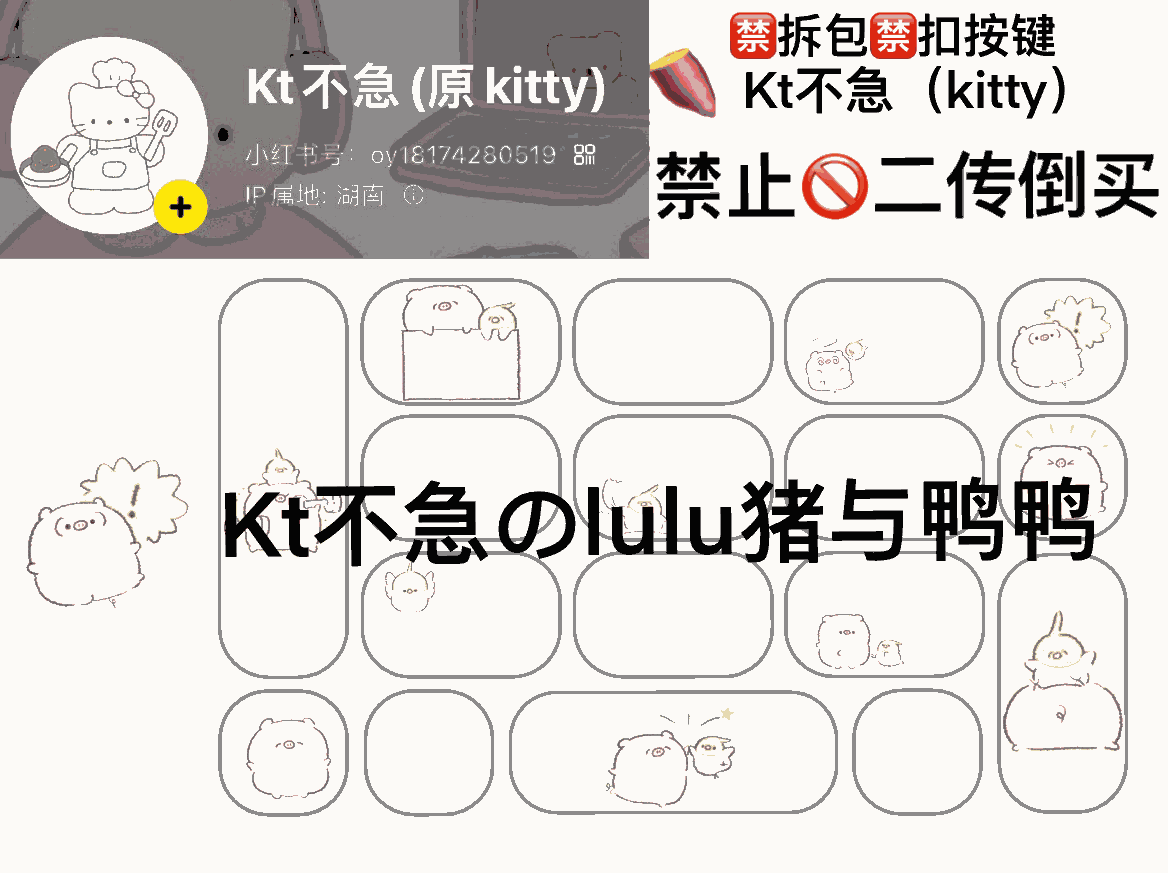 Kt不急 (原 kitty)
小红书号：oy18174280519
IP属地: 湖南
禁拆包禁扣按键
Kt不急（kitty）
禁止🚫二传倒买
Kt不急のlulu猪与鸭鸭